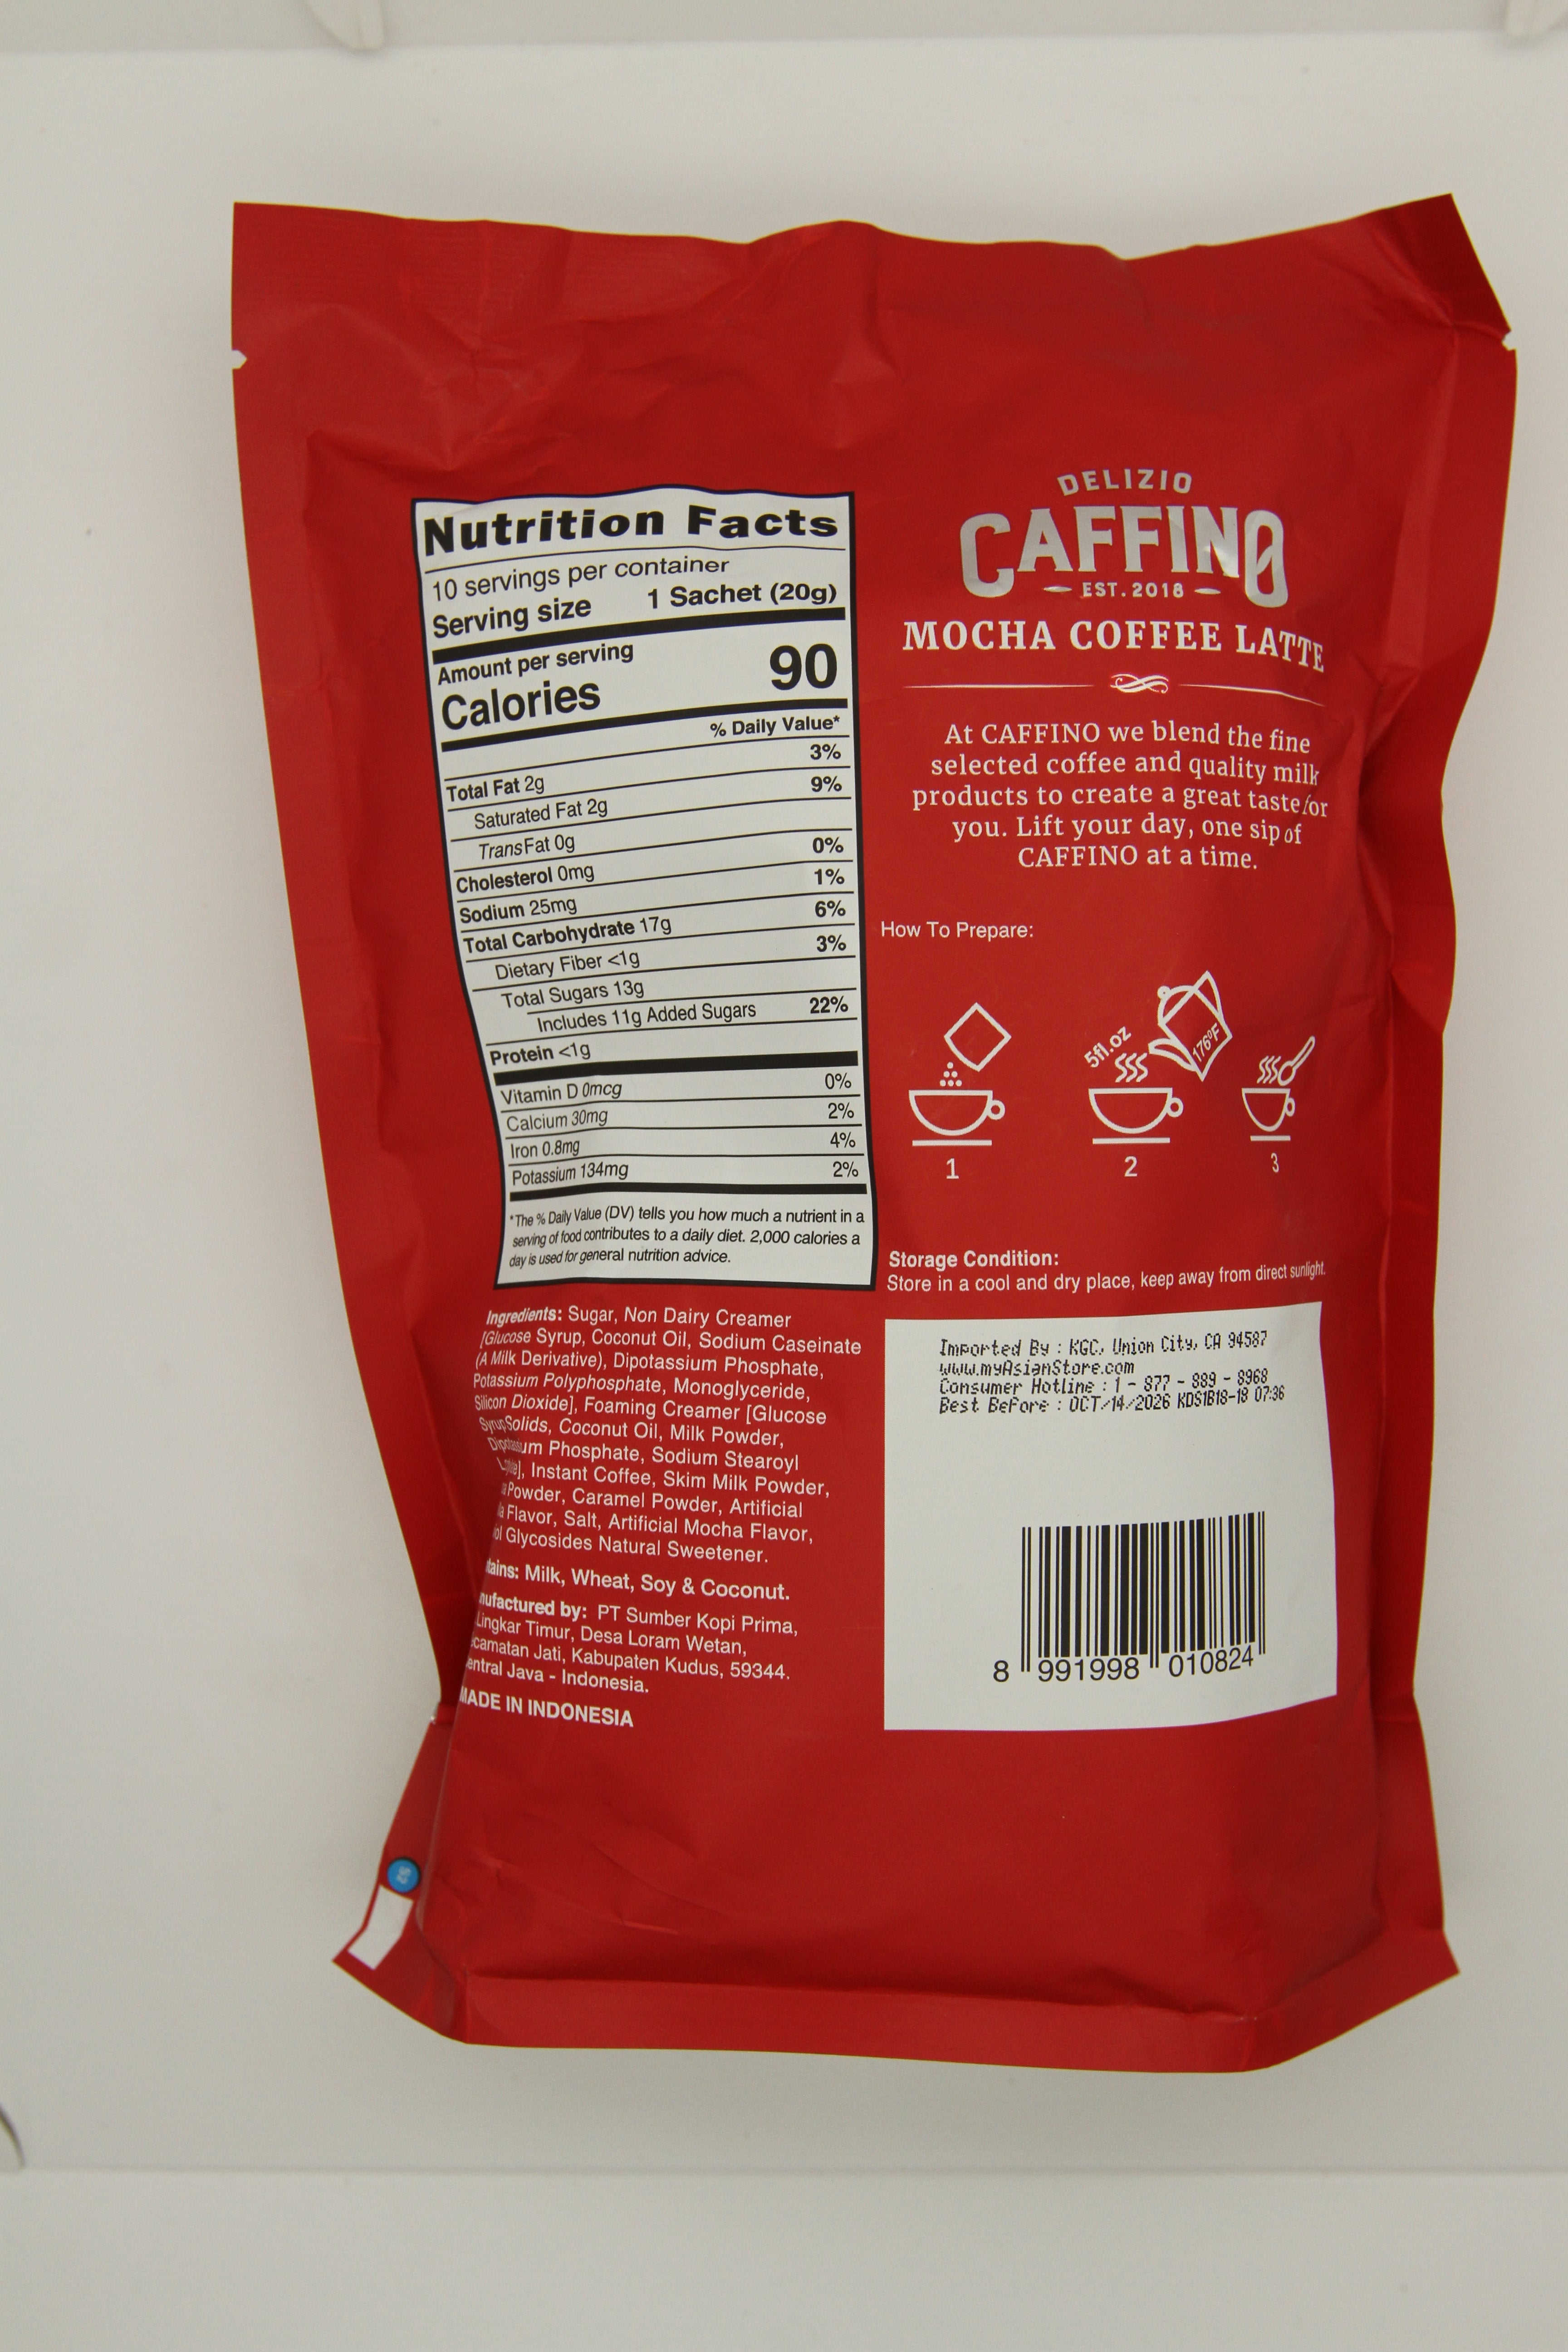 Nutrition Facts
10 servings per container
Serving size 1 Sachet (20g)
Amount per serving
Calories 90
% Daily Value*
Total Fat 2g 3%
Saturated Fat 2g 9%
Trans Fat 0g
Cholesterol 0mg 0%
Sodium 25mg 1%
Total Carbohydrate 17g 6%
Dietary Fiber <1g 3%
Total Sugars 13g
Includes 11g Added Sugars 22%
Protein <1g
Vitamin D 0mcg 0%
Calcium 30mg 2%
Iron 0.8mg 4%
Potassium 134mg 2%
*The % Daily Value (DV) tells you how much a nutrient in a
serving of food contributes to a daily diet. 2,000 calories a
day is used for general nutrition advice.
Ingredients: Sugar, Non Dairy Creamer
[Glucose Syrup, Coconut Oil, Sodium Caseinate
(A Milk Derivative), Dipotassium Phosphate,
Potassium Polyphosphate, Monoglyceride,
Silicon Dioxide], Foaming Creamer [Glucose
Syrup Solids, Coconut Oil, Milk Powder,
Dipotassium Phosphate, Sodium Stearoyl
Instant Coffee, Skim Milk Powder,
Powder, Caramel Powder, Artificial
Flavor, Salt, Artificial Mocha Flavor,
Glycosides Natural Sweetener.
tains: Milk, Wheat, Soy & Coconut.
nufactured by: PT Sumber Kopi Prima,
Lingkar Timur, Desa Loram Wetan,
camatan Jati, Kabupaten Kudus, 59344.
entral Java - Indonesia.
MADE IN INDONESIA
DELIZIO
CAFFINO
EST. 2018
MOCHA COFFEE LATTE
At CAFFINO we blend the fine
selected coffee and quality milk
products to create a great taste for
you. Lift your day, one sip of
CAFFINO at a time.
How To Prepare:
5fl.oz
176°F
1 2 3
Storage Condition:
Store in a cool and dry place, keep away from direct sunlight.
Imported By : KGC, Union City, CA 94587
www.myAsianStore.com
Consumer Hotline : 1 - 877 - 889 - 8968
Best Before : OCT/14/2026 KDS1B18-18 07:36
8 991998 010824